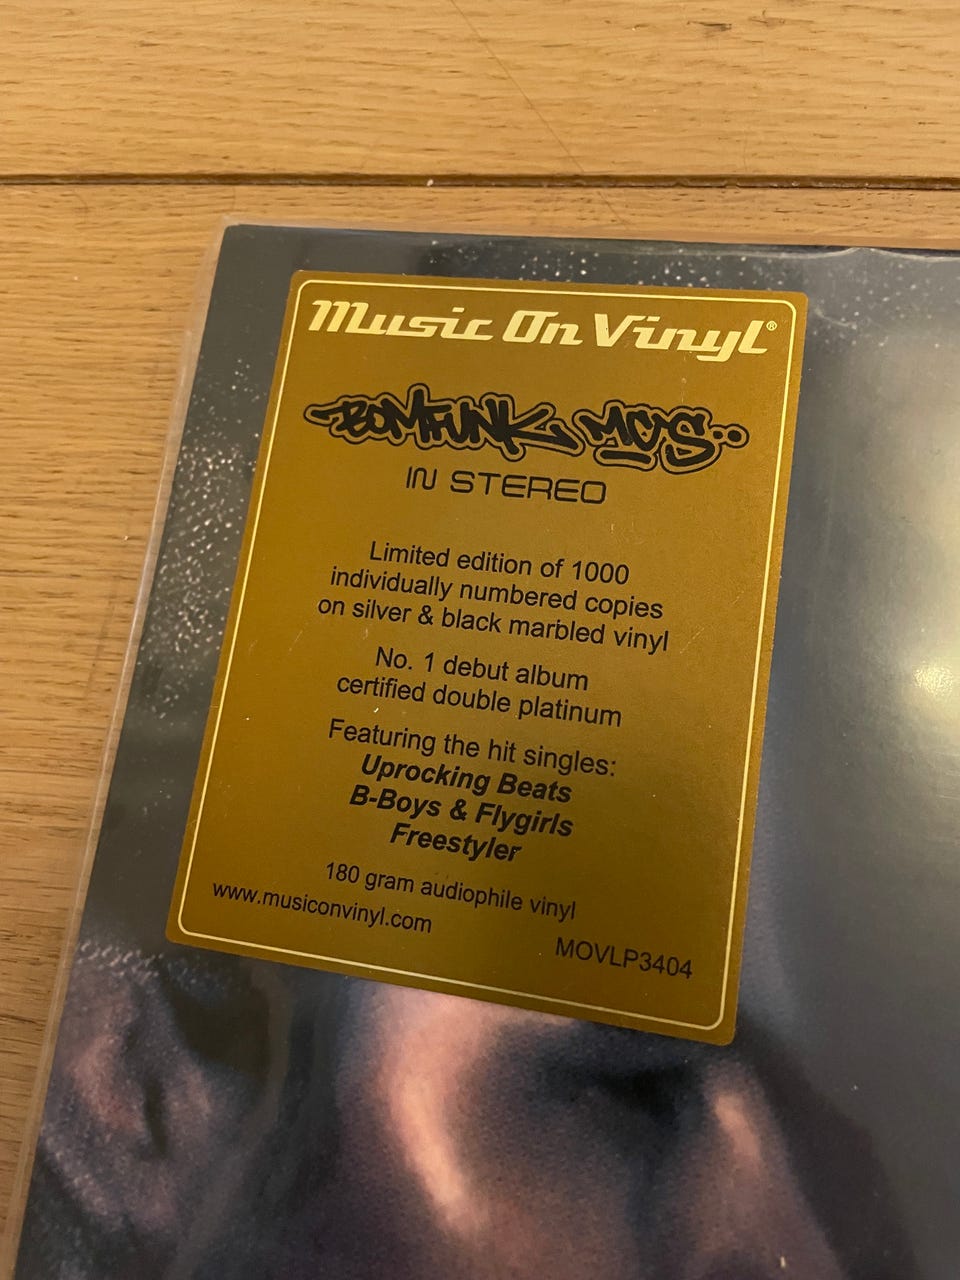 Music On Vinyl®
BOMFUNK MC'S
IN STEREO
Limited edition of 1000
individually numbered copies
on silver & black marbled vinyl
No. 1 debut album
certified double platinum
Featuring the hit singles:
Uprocking Beats
B-Boys & Flygirls
Freestyler
180 gram audiophile vinyl
www.musiconvinyl.com
MOVLP3404